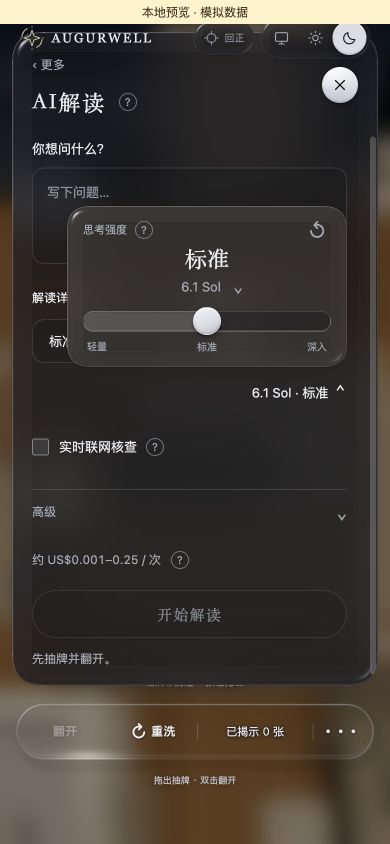 本地预览 · 模拟数据
AUGURWELL
回正
‹ 更多
AI解读 ?
你想问什么?
写下问题...
思考强度 ?
标准
6.1 Sol
轻量 标准 深入
解读详
标准
6.1 Sol · 标准
实时联网核查 ?
高级
约 US$0.001–0.25 / 次 ?
开始解读
先抽牌并翻开。
翻开 重洗 已揭示 0 张
拖出抽牌 · 双击翻开